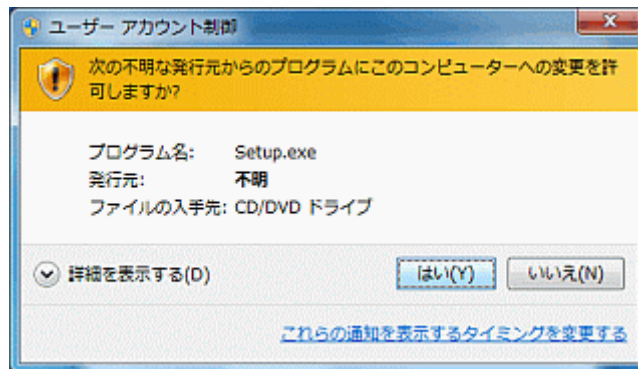 ユーザー アカウント制御
次の不明な発行元からのプログラムにこのコンピューターへの変更を許
可しますか?
プログラム名: Setup.exe
発行元: 不明
ファイルの入手先: CD/DVD ドライブ
詳細を表示する(D) はい(Y) いいえ(N)
これらの通知を表示するタイミングを変更する